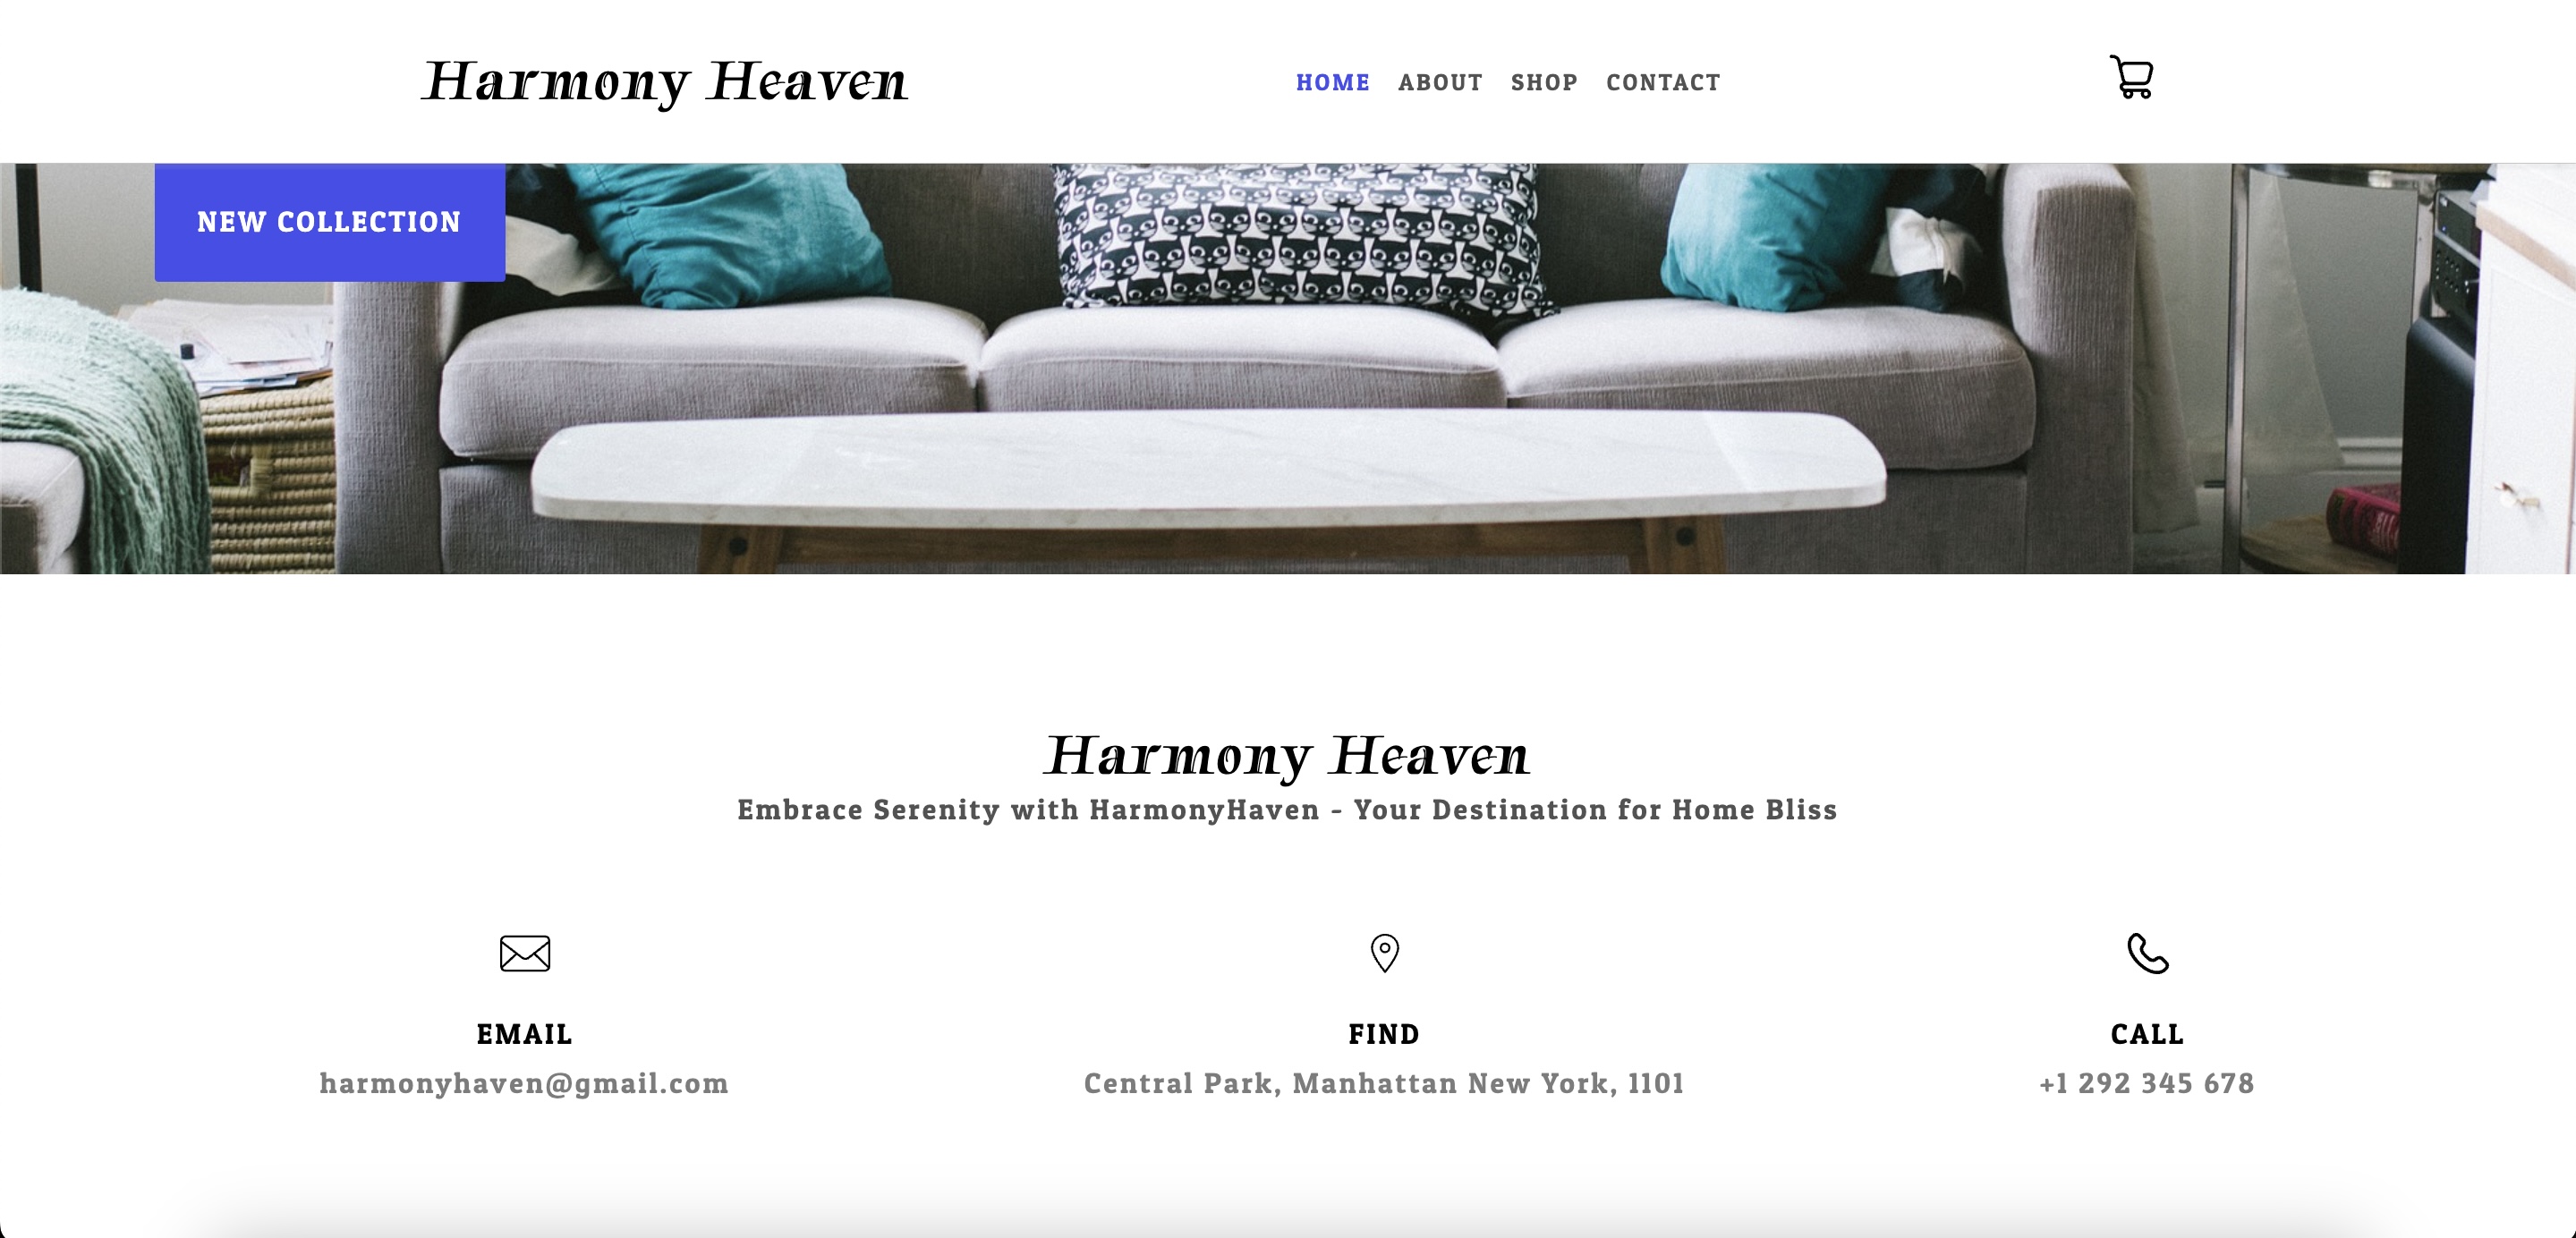 Harmony Heaven
HOME ABOUT SHOP CONTACT
NEW COLLECTION
Harmony Heaven
Embrace Serenity with HarmonyHaven - Your Destination for Home Bliss
EMAIL
harmonyhaven@gmail.com
FIND
Central Park, Manhattan New York, 1101
CALL
+1 292 345 678